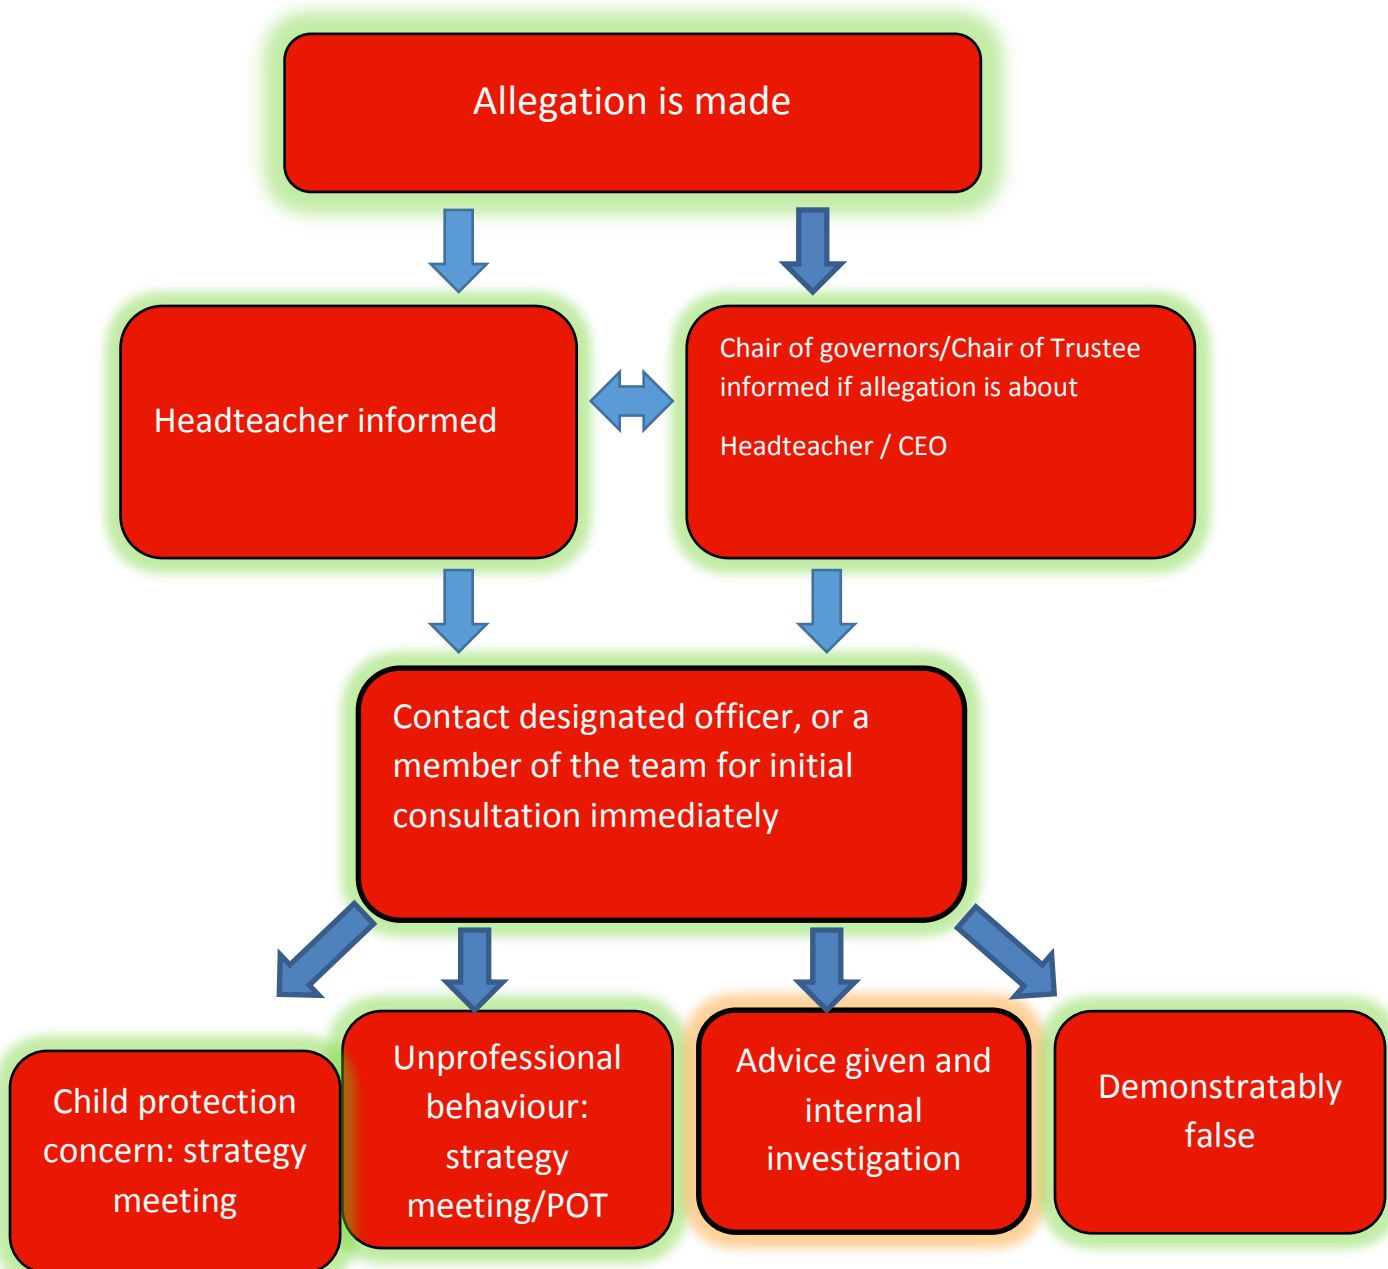 Allegation is made
Headteacher informed
Chair of governors/Chair of Trustee
informed if allegation is about
Headteacher / CEO
Contact designated officer, or a
member of the team for initial
consultation immediately
Child protection
concern: strategy
meeting
Unprofessional
behaviour:
strategy
meeting/POT
Advice given and
internal
investigation
Demonstratably
false